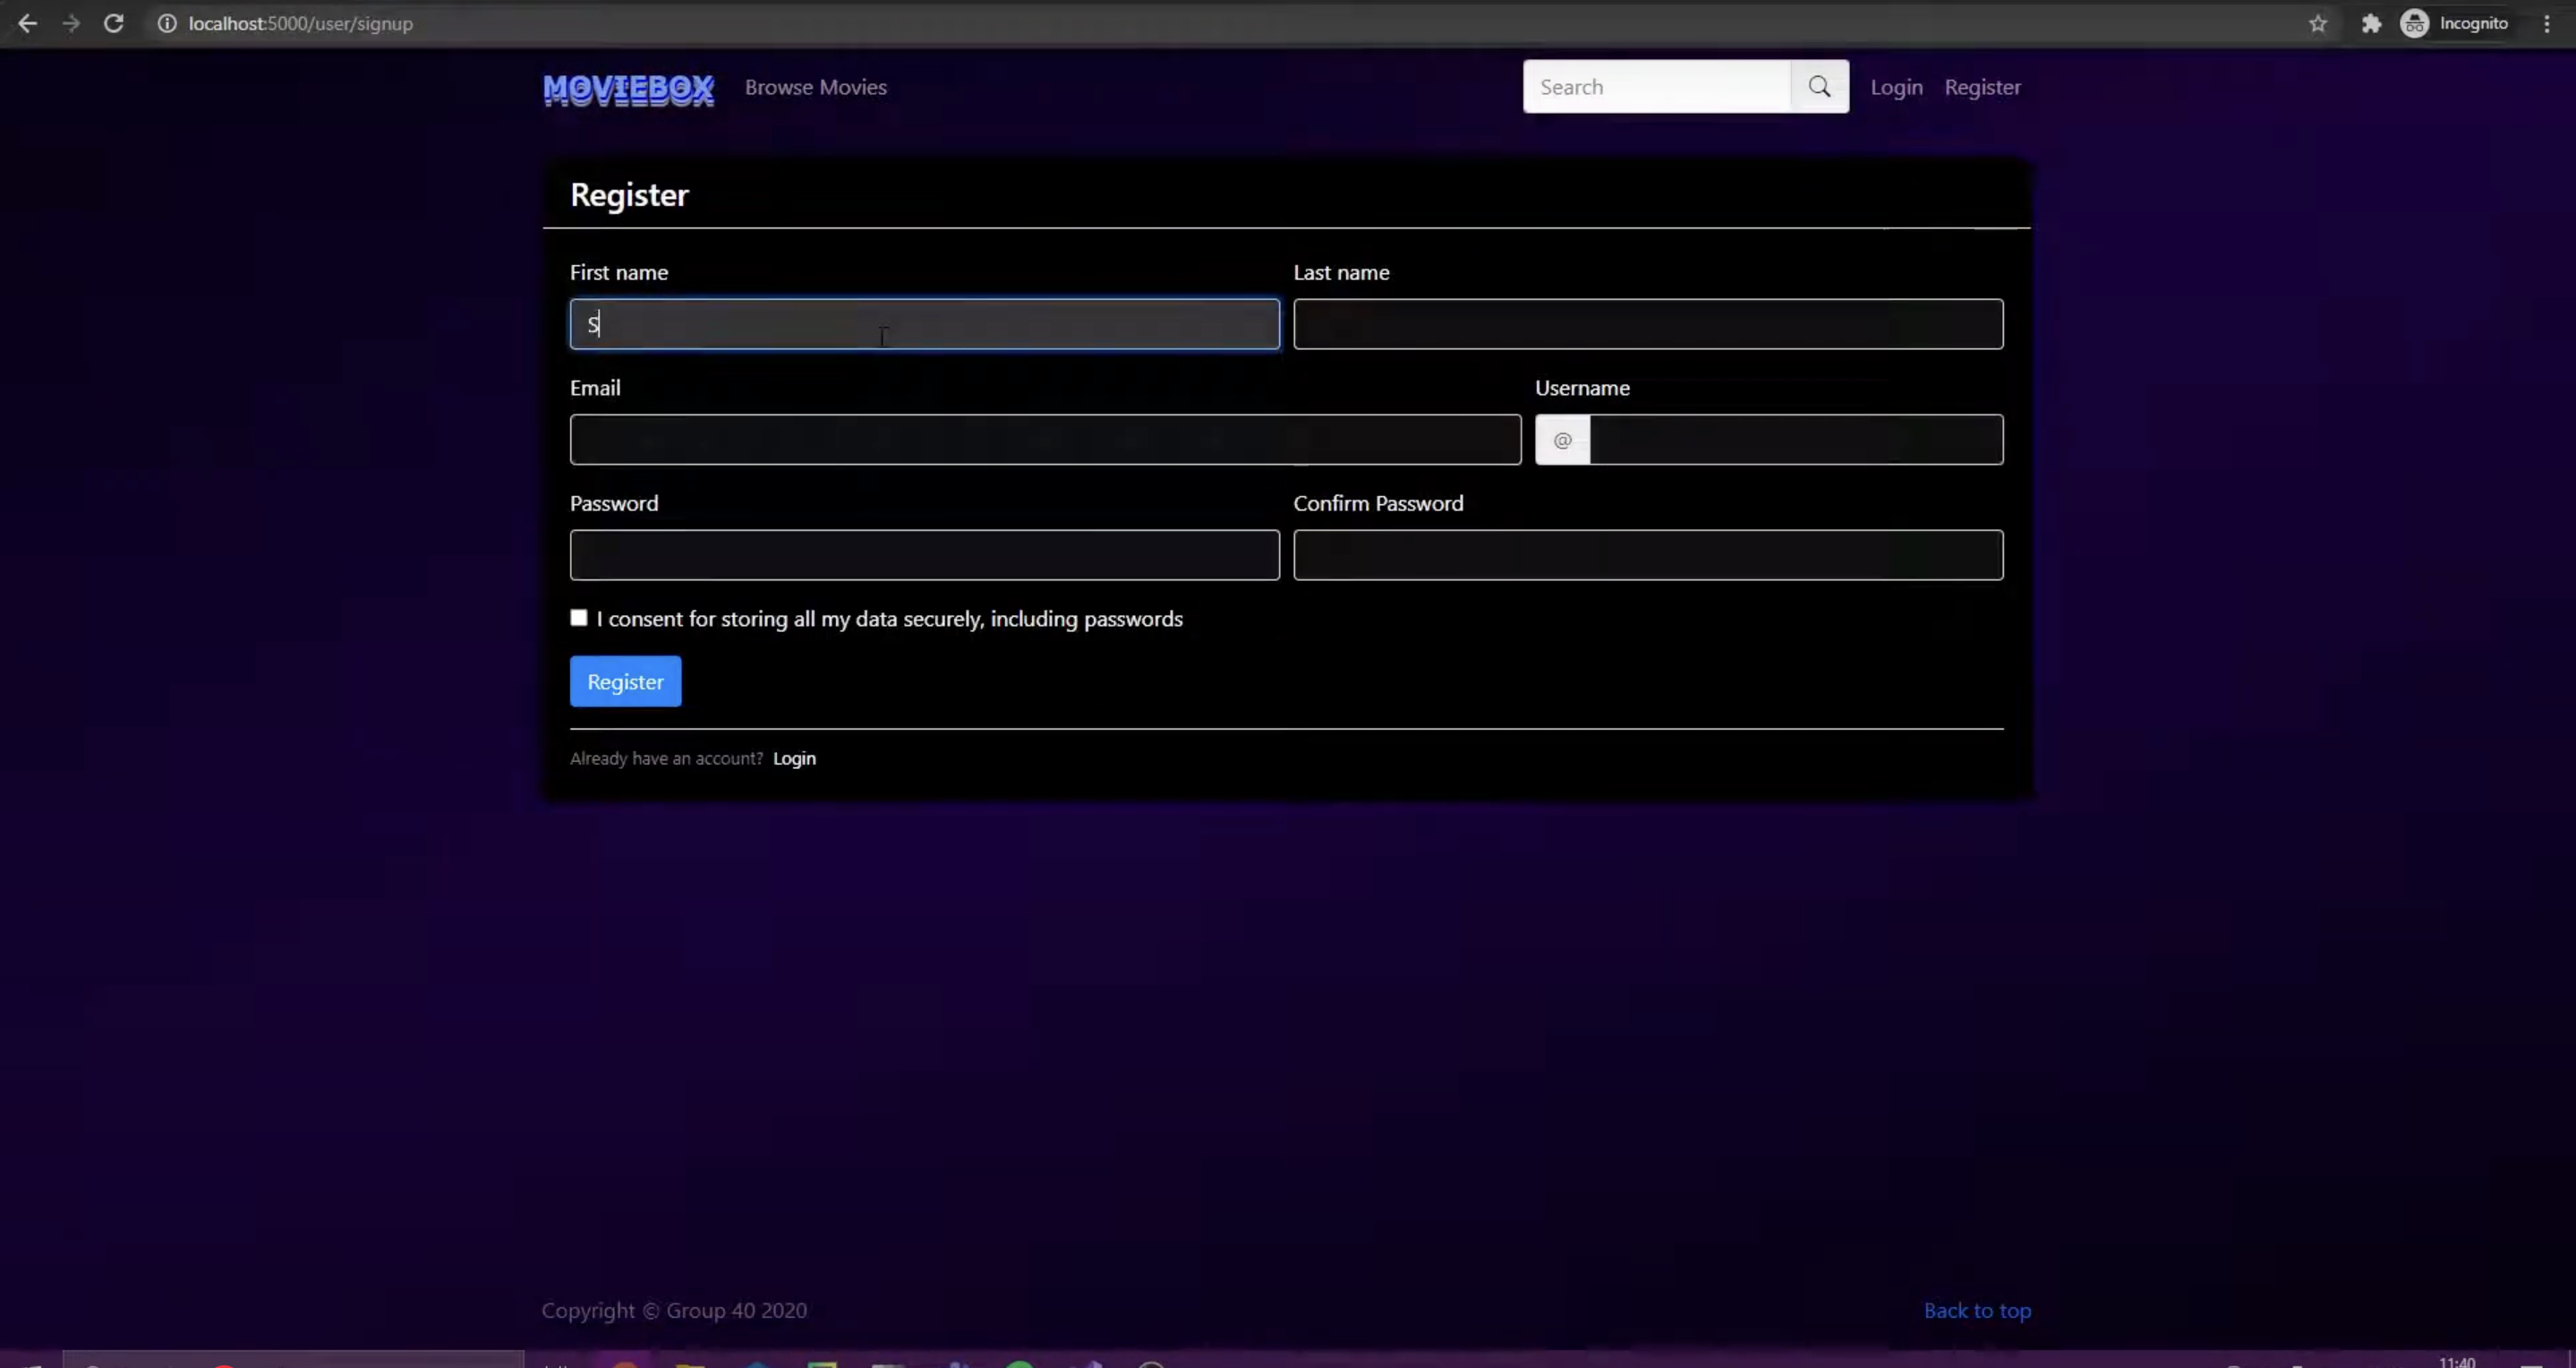 localhost:5000/user/signup
Incognito
MOVIEBOX Browse Movies
Search
Login Register
Register
First name
Last name
S
Email
Username
@
Password
Confirm Password
I consent for storing all my data securely, including passwords
Register
Already have an account? Login
Copyright © Group 40 2020
Back to top
11:40